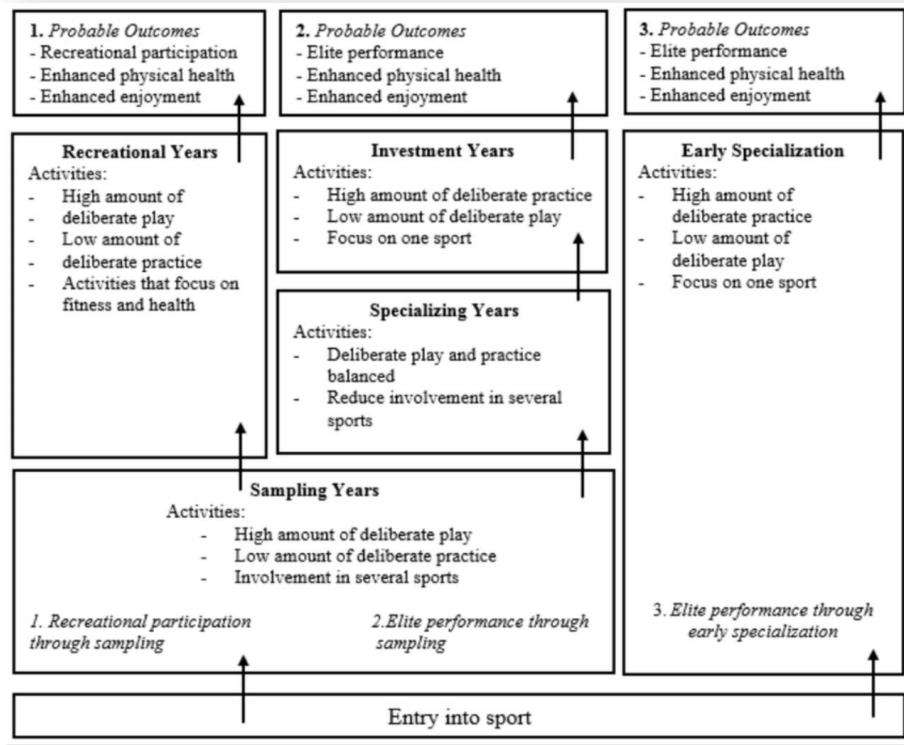 1. Probable Outcomes
- Recreational participation
- Enhanced physical health
- Enhanced enjoyment
2. Probable Outcomes
- Elite performance
- Enhanced physical health
- Enhanced enjoyment
3. Probable Outcomes
- Elite performance
- Enhanced physical health
- Enhanced enjoyment
Recreational Years
Activities:
- High amount of
- deliberate play
- Low amount of
- deliberate practice
- Activities that focus on
fitness and health
Investment Years
Activities:
- High amount of deliberate practice
- Low amount of deliberate play
- Focus on one sport
Early Specialization
Activities:
- High amount of
deliberate practice
- Low amount of
deliberate play
- Focus on one sport
Specializing Years
Activities:
- Deliberate play and practice
balanced
- Reduce involvement in several
sports
Sampling Years
Activities:
- High amount of deliberate play
- Low amount of deliberate practice
- Involvement in several sports
1. Recreational participation
through sampling
2.Elite performance through
sampling
3. Elite performance through
early specialization
Entry into sport